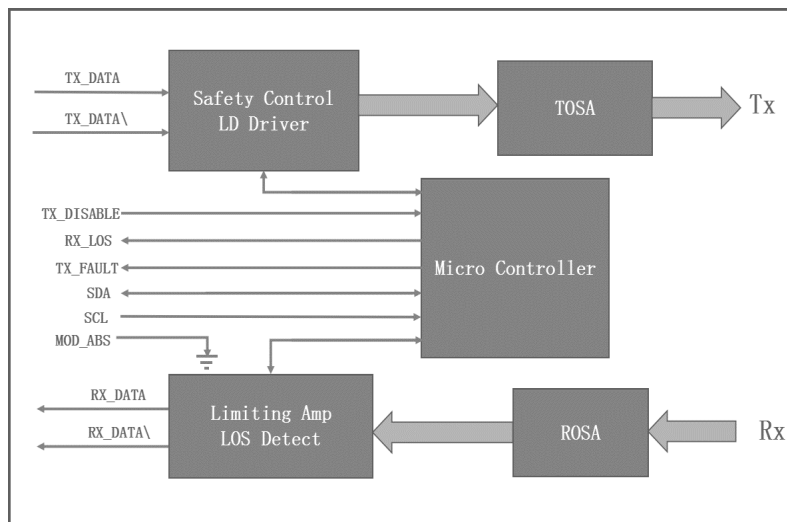 TX_DATA
TX_DATA\
Safety Control
LD Driver
TOSA
Tx
TX_DISABLE
RX_LOS
TX_FAULT
SDA
SCL
MOD_ABS
Micro Controller
RX_DATA
RX_DATA\
Limiting Amp
LOS Detect
ROSA
Rx